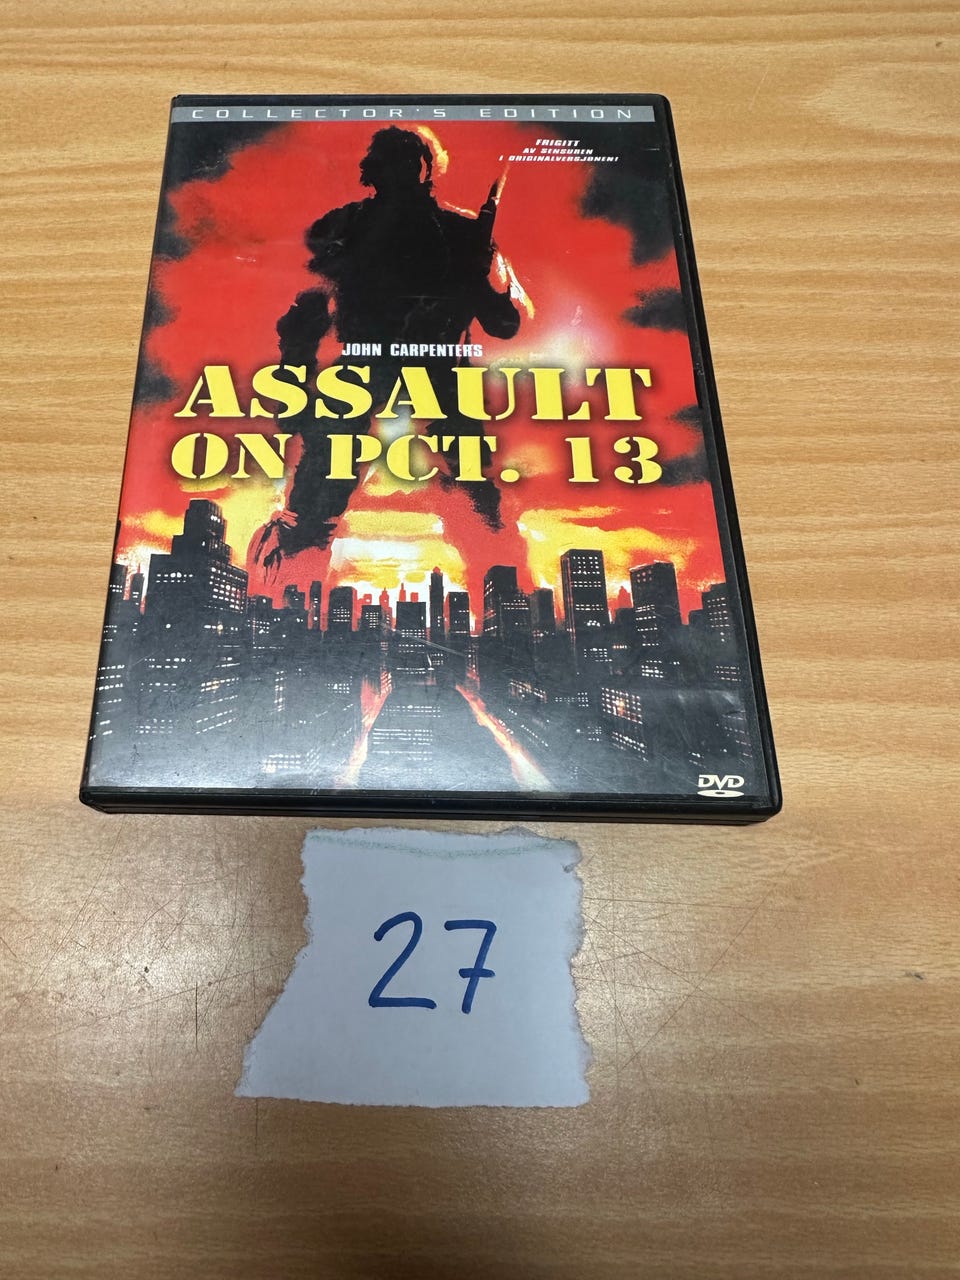 COLLECTOR'S EDITION
FRIGITT
AV SENSUREN
I ORIGINALVERSJONEN!
JOHN CARPENTERS
ASSAULT
ON PCT. 13
DVD
27